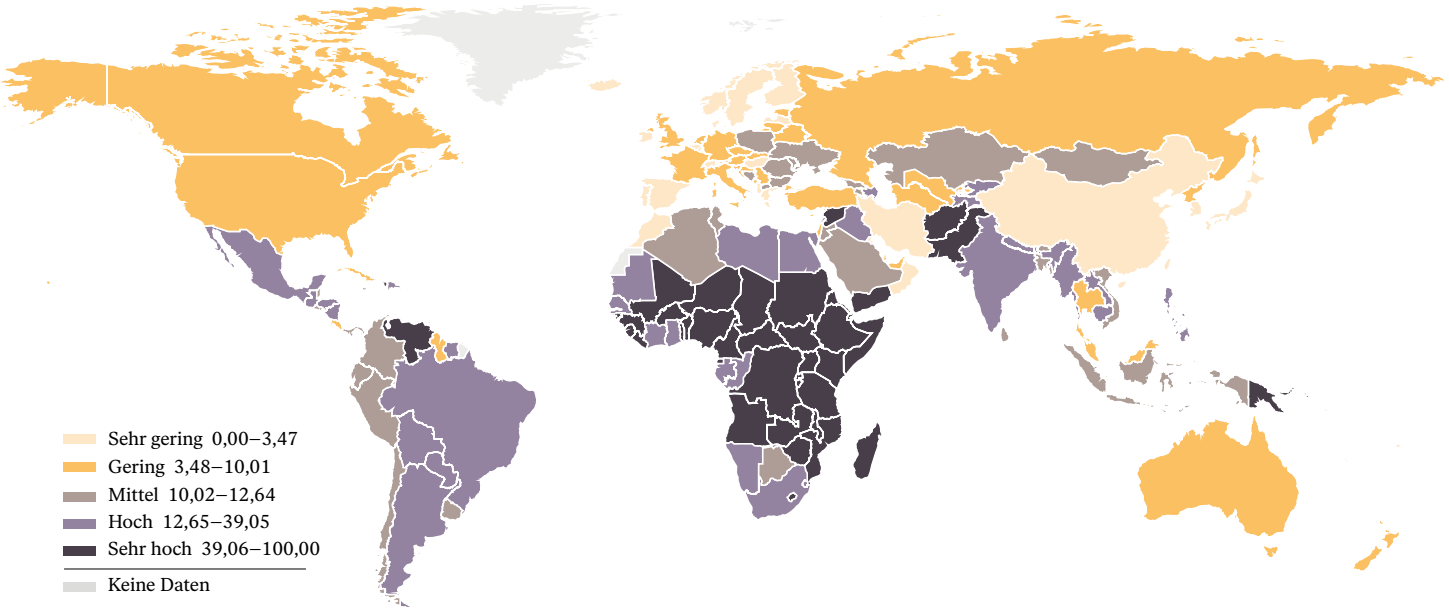 Sehr gering 0,00–3,47
Gering 3,48–10,01
Mittel 10,02–12,64
Hoch 12,65–39,05
Sehr hoch 39,06–100,00
Keine Daten